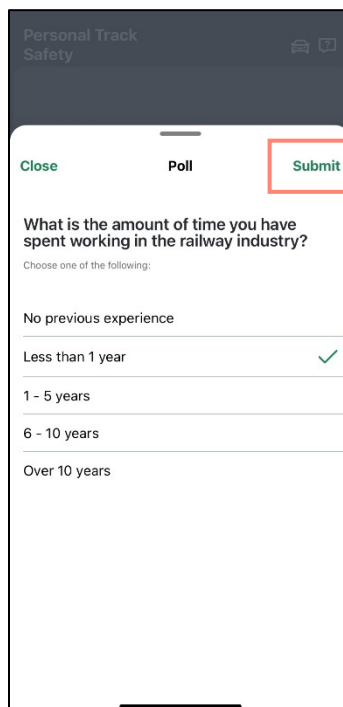 Personal Track
Safety
Close
Poll
Submit
What is the amount of time you have
spent working in the railway industry?
Choose one of the following:
No previous experience
Less than 1 year
1 - 5 years
6 - 10 years
Over 10 years